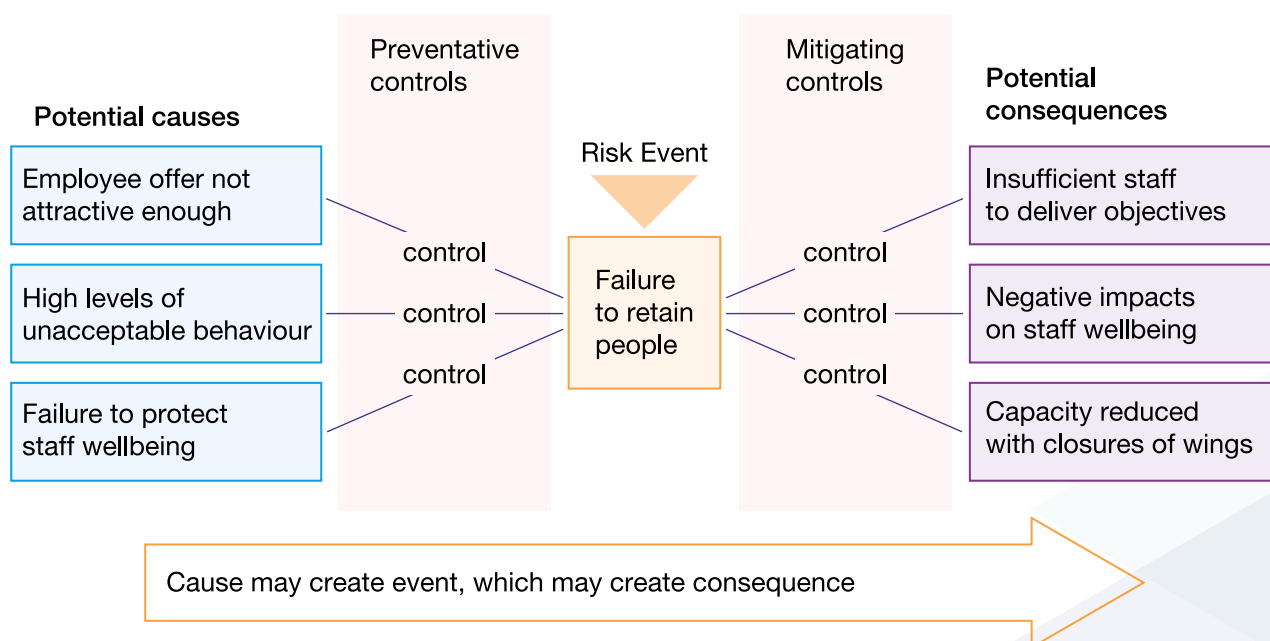 Potential causes
Employee offer not
attractive enough
High levels of
unacceptable behaviour
Failure to protect
staff wellbeing
Preventative
controls
control
control
control
Risk Event
Failure
to retain
people
Mitigating
controls
control
control
control
Potential
consequences
Insufficient staff
to deliver objectives
Negative impacts
on staff wellbeing
Capacity reduced
with closures of wings
Cause may create event, which may create consequence